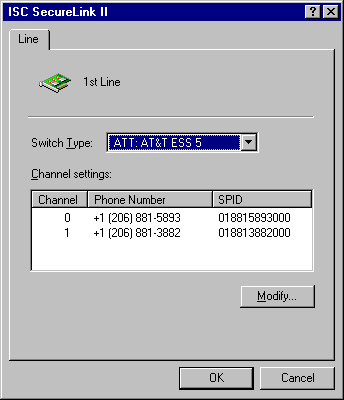 ISC SecureLink II
Line
1st Line
Switch Type: ATT: AT&T ESS 5
Channel settings:
Channel Phone Number SPID
0 +1 (206) 881-5893 018815893000
1 +1 (206) 881-3882 018813882000
Modify...
OK Cancel